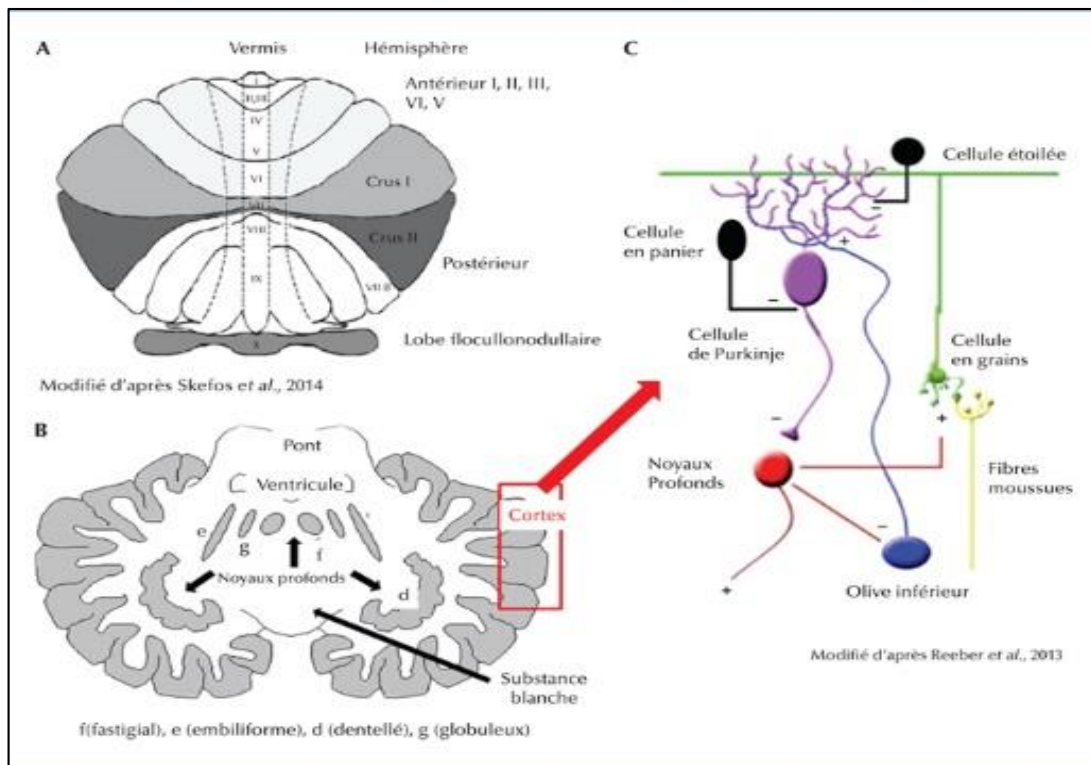 A
Vermis
Hémisphère
Antérieur I, II, III,
VI, V
I
II,III
IV
V
VI
VII
VIII
IX
X
Crus I
Crus II
Postérieur
VII B
Lobe flocullonodullaire
Modifié d'après Skefos et al., 2014
B
Pont
Ventricule
e
g
f
Noyaux profonds
d
Cortex
Substance
blanche
f(fastigial), e (embiliforme), d (dentellé), g (globuleux)
C
Cellule étoilée
–
Cellule
en panier
+
–
Cellule
de Purkinje
Cellule
en grains
–
+
Noyaux
Profonds
Fibres
moussues
–
+
Olive inférieur
Modifié d'après Reeber et al., 2013